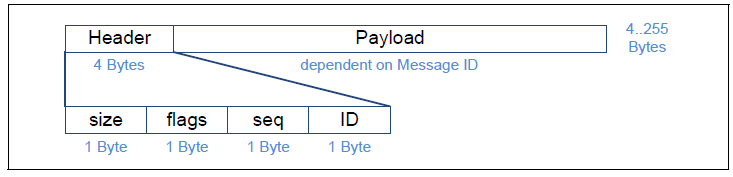 Header Payload 4..255
Bytes
4 Bytes dependent on Message ID
size flags seq ID
1 Byte 1 Byte 1 Byte 1 Byte